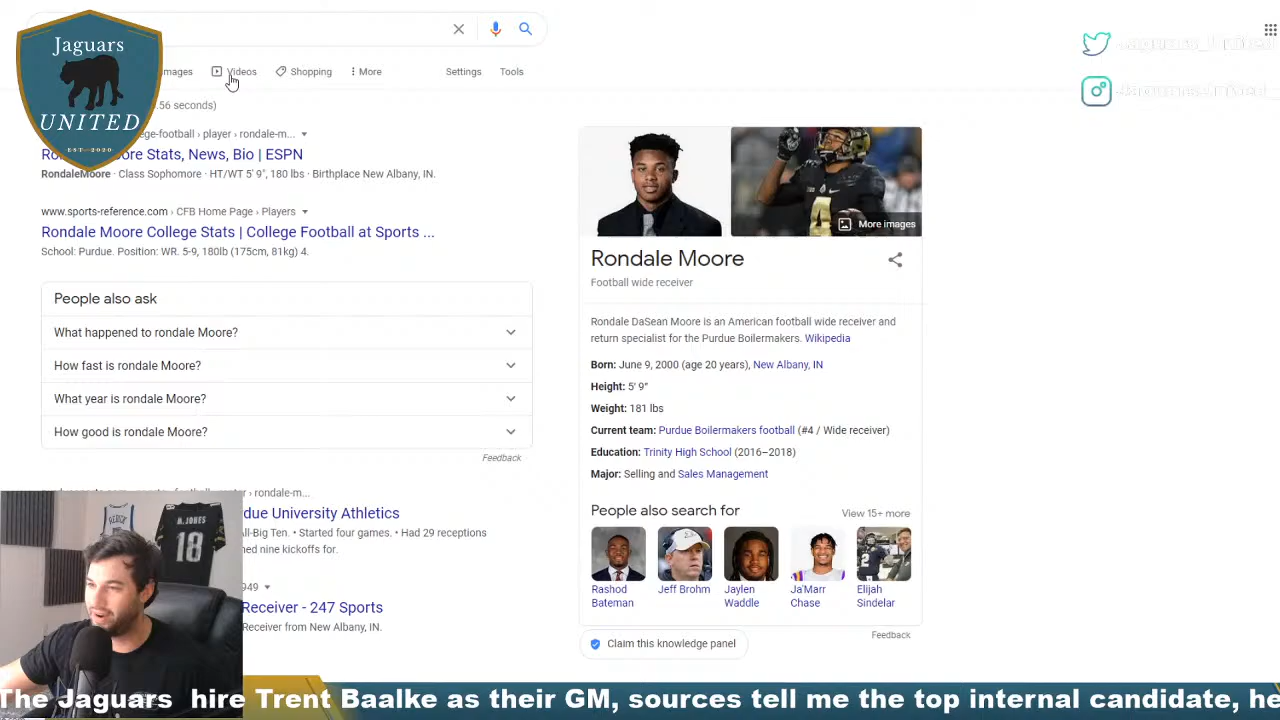 Jaguars
UNITED
EST-2020
Videos
Shopping
More
Settings
Tools
.56 seconds)
ege-football › player › rondale-m...
Stats, News, Bio | ESPN
RondaleMoore · Class Sophomore · HT/WT 5' 9", 180 lbs · Birthplace New Albany, IN.
www.sports-reference.com › CFB Home Page › Players
Rondale Moore College Stats | College Football at Sports ...
School: Purdue. Position: WR. 5-9, 180lb (175cm, 81kg) 4.
People also ask
What happened to rondale Moore?
How fast is rondale Moore?
What year is rondale Moore?
How good is rondale Moore?
Feedback
› rondale-m...
due University Athletics
All-Big Ten. • Started four games. • Had 29 receptions
ned nine kickoffs for.
949
Receiver - 247 Sports
Receiver from New Albany, IN.
REDICK
M.JONES
18
4
More images
Rondale Moore
Football wide receiver
Rondale DaSean Moore is an American football wide receiver and
return specialist for the Purdue Boilermakers. Wikipedia
Born: June 9, 2000 (age 20 years), New Albany, IN
Height: 5' 9"
Weight: 181 lbs
Current team: Purdue Boilermakers football (#4 / Wide receiver)
Education: Trinity High School (2016–2018)
Major: Selling and Sales Management
People also search for
View 15+ more
Rashod
Bateman
Jeff Brohm
Jaylen
Waddle
Ja'Marr
Chase
Elijah
Sindelar
Feedback
Claim this knowledge panel
The Jaguars hire Trent Baalke as their GM, sources tell me the top internal candidate, he